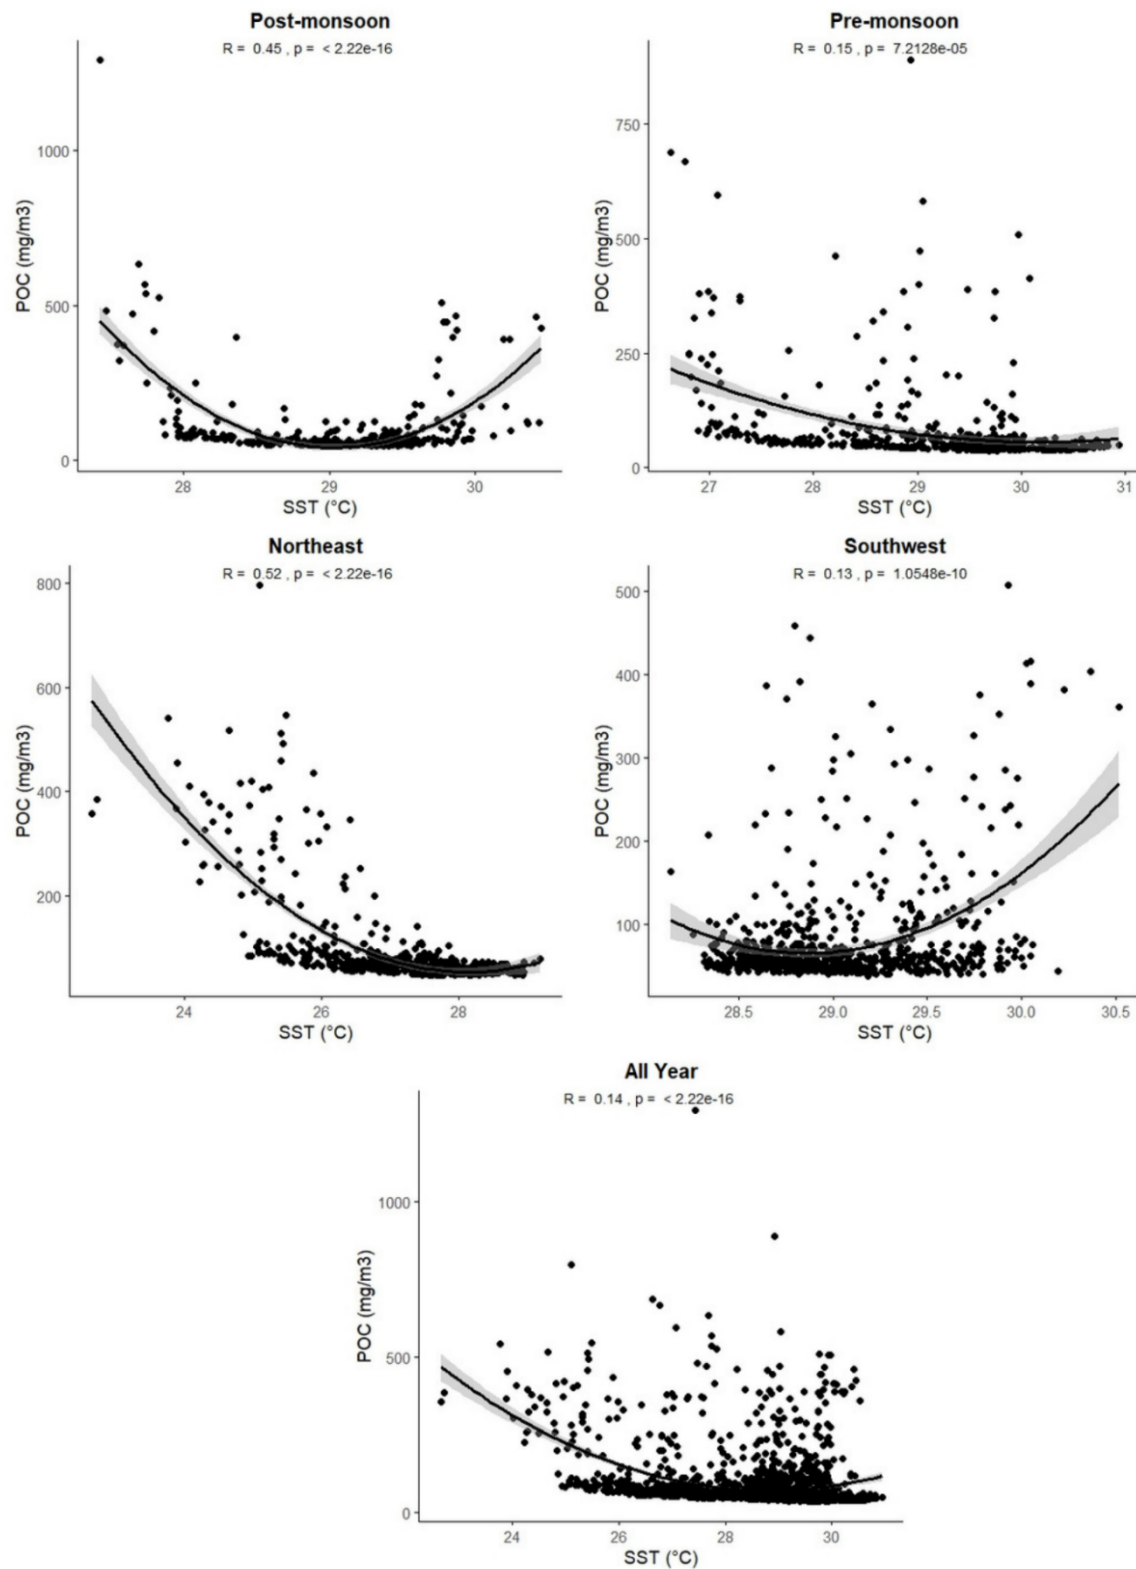 Post-monsoon
R = 0.45 , p = < 2.22e-16
1000
500
0
POC (mg/m3)
28 29 30
SST (°C)
Pre-monsoon
R = 0.15 , p = 7.2128e-05
750
500
250
0
POC (mg/m3)
27 28 29 30 31
SST (°C)
Northeast
R = 0.52 , p = < 2.22e-16
800
600
400
200
POC (mg/m3)
24 26 28
SST (°C)
Southwest
R = 0.13 , p = 1.0548e-10
500
400
300
200
100
POC (mg/m3)
28.5 29.0 29.5 30.0 30.5
SST (°C)
All Year
R = 0.14 , p = < 2.22e-16
1000
500
0
POC (mg/m3)
24 26 28 30
SST (°C)